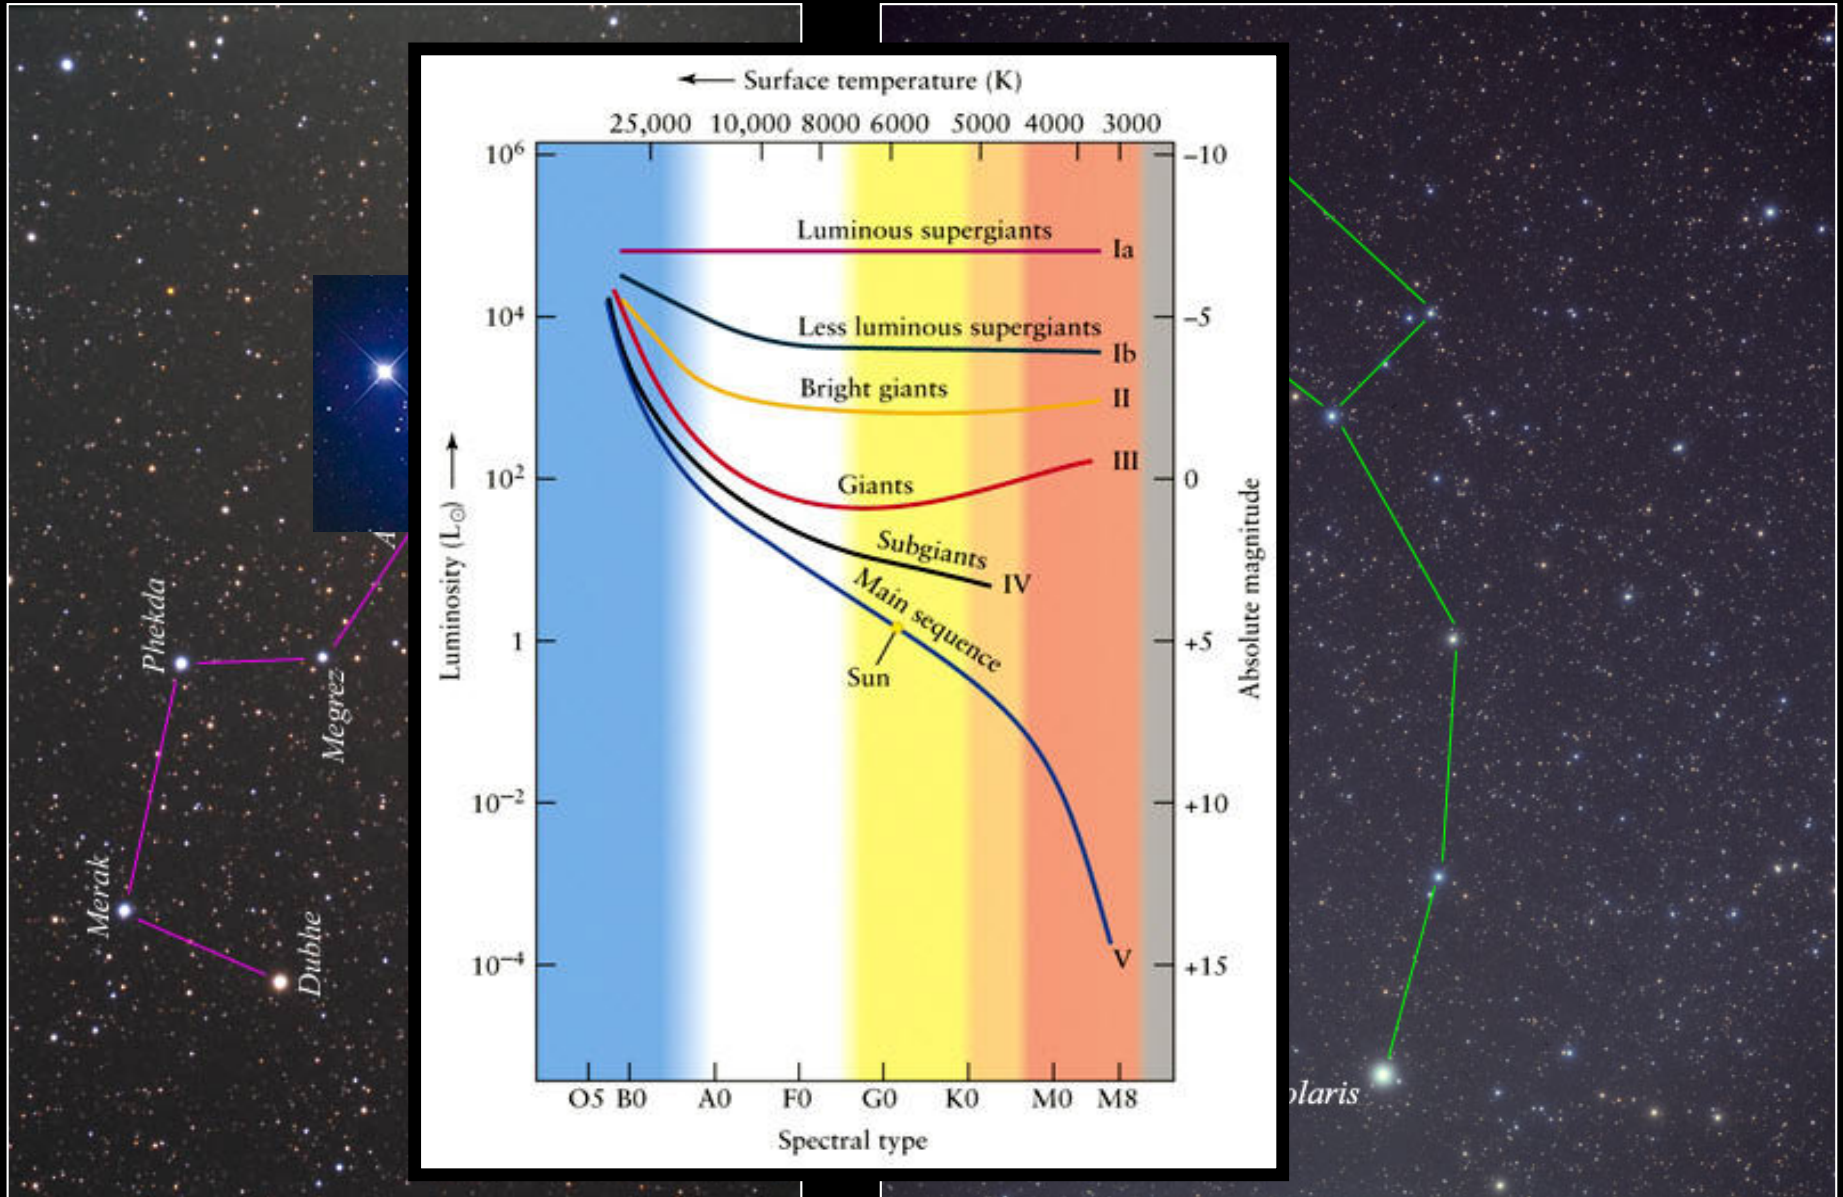 ← Surface temperature (K)
25,000 10,000 8000 6000 5000 4000 3000
10⁶ –10
Luminous supergiants Ia
10⁴ –5
Less luminous supergiants Ib
Bright giants II
III
10² Giants 0
Subgiants IV
Main sequence
1 +5
Sun
10⁻² +10
V
10⁻⁴ +15
Luminosity (L⊙) →
Absolute magnitude
O5 B0 A0 F0 G0 K0 M0 M8
Spectral type
A
Phekda
Megrez
Merak
Dubhe
olaris